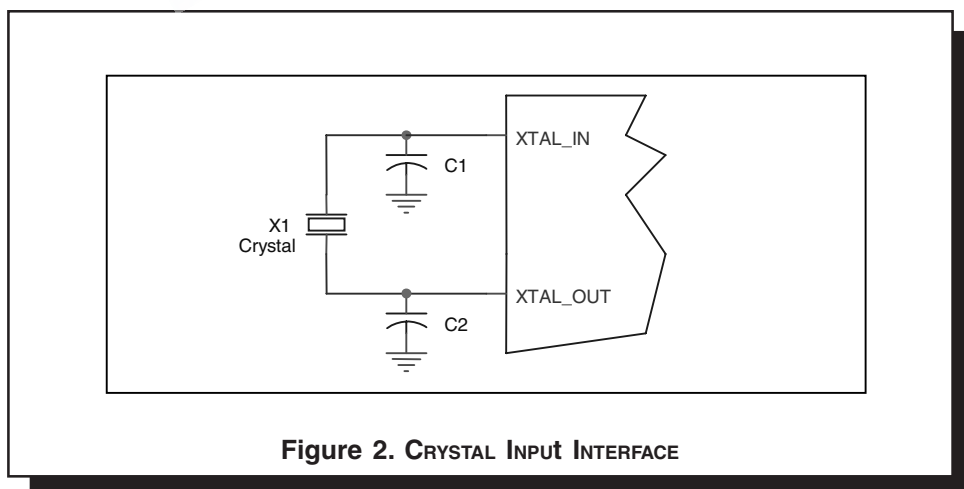 XTAL_IN
C1
X1
Crystal
XTAL_OUT
C2
Figure 2. CRYSTAL INPUt INTERFACE